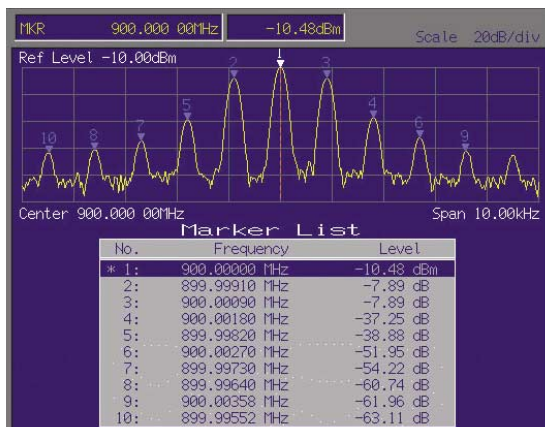 MKR 900.000 00MHz -10.48dBm
Scale 20dB/div
Ref Level -10.00dBm
2 3
5 4
10 8 7 6 9
Center 900.000 00MHz Span 10.00kHz
Marker List
No. Frequency Level
* 1: 900.00000 MHz -10.48 dBm
2: 899.99910 MHz -7.89 dB
3: 900.00090 MHz -7.89 dB
4: 900.00180 MHz -37.25 dB
5: 899.99820 MHz -38.88 dB
6: 900.00270 MHz -51.95 dB
7: 899.99730 MHz -54.22 dB
8: 899.99640 MHz -60.74 dB
9: 900.00358 MHz -61.96 dB
10: 899.99552 MHz -63.11 dB